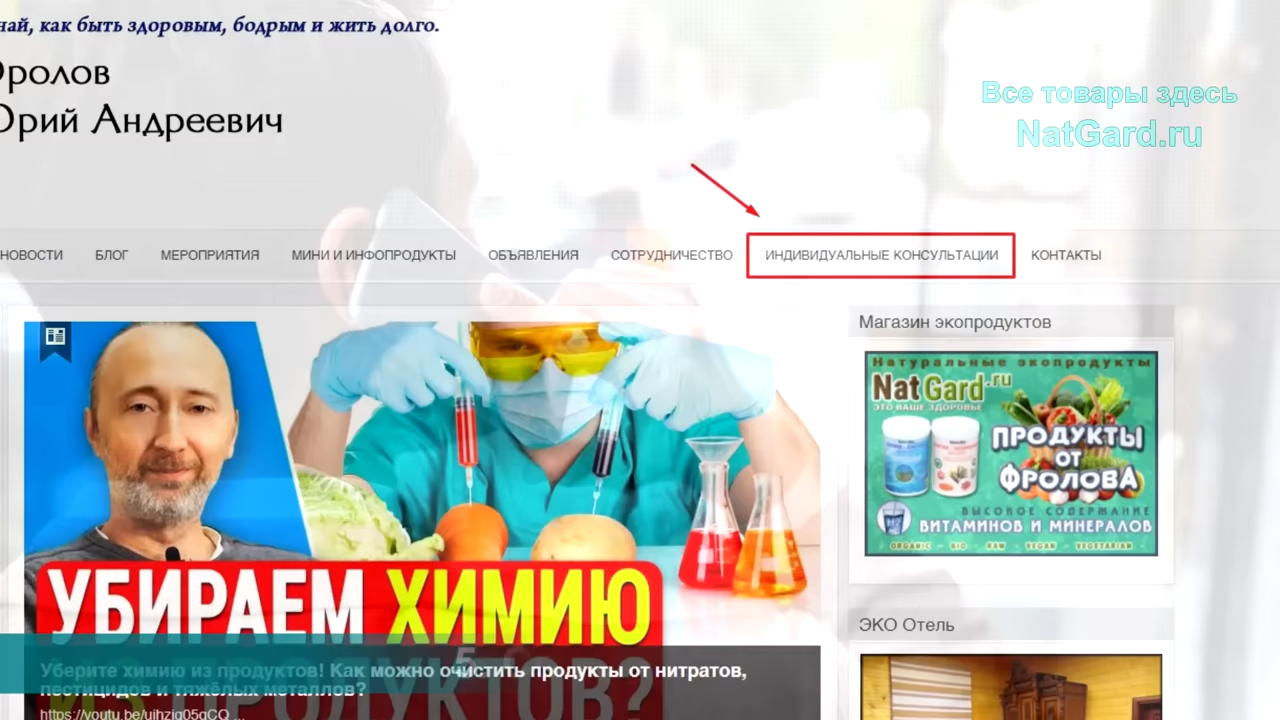 най, как быть здоровым, бодрым и жить долго.
Фролов
Юрий Андреевич
Все товары здесь
NatGard.ru
НОВОСТИ БЛОГ МЕРОПРИЯТИЯ МИНИ И ИНФОПРОДУКТЫ ОБЪЯВЛЕНИЯ СОТРУДНИЧЕСТВО ИНДИВИДУАЛЬНЫЕ КОНСУЛЬТАЦИИ КОНТАКТЫ
Магазин экопродуктов
Натуральные экопродукты
NatGard.ru
ЭТО ВАШЕ ЗДОРОВЬЕ
ПРОДУКТЫ
ОТ
ФРОЛОВА
ВЫСОКОЕ СОДЕРЖАНИЕ
ВИТАМИНОВ И МИНЕРАЛОВ
ORGANIC - BIO - RAW - VEGAN - VEGETARIAN
УБИРАЕМ ХИМИЮ
ИЗ ПРОДУКТОВ?
Уберите химию из продуктов! Как можно очистить продукты от нитратов,
пестицидов и тяжёлых металлов?
ЭКО Отель